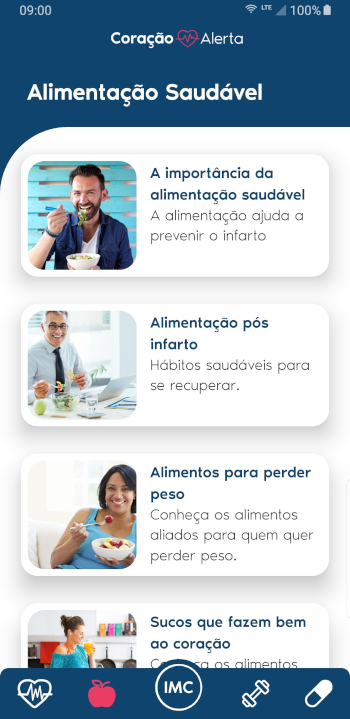 09:00
LTE 100%
Coração Alerta
Alimentação Saudável
A importância da
alimentação saudável
A alimentação ajuda a
prevenir o infarto
Alimentação pós
infarto
Hábitos saudáveis para
se recuperar.
Alimentos para perder
peso
Conheça os alimentos
aliados para quem quer
perder peso.
Sucos que fazem bem
ao coração
Conheça os alimentos
IMC